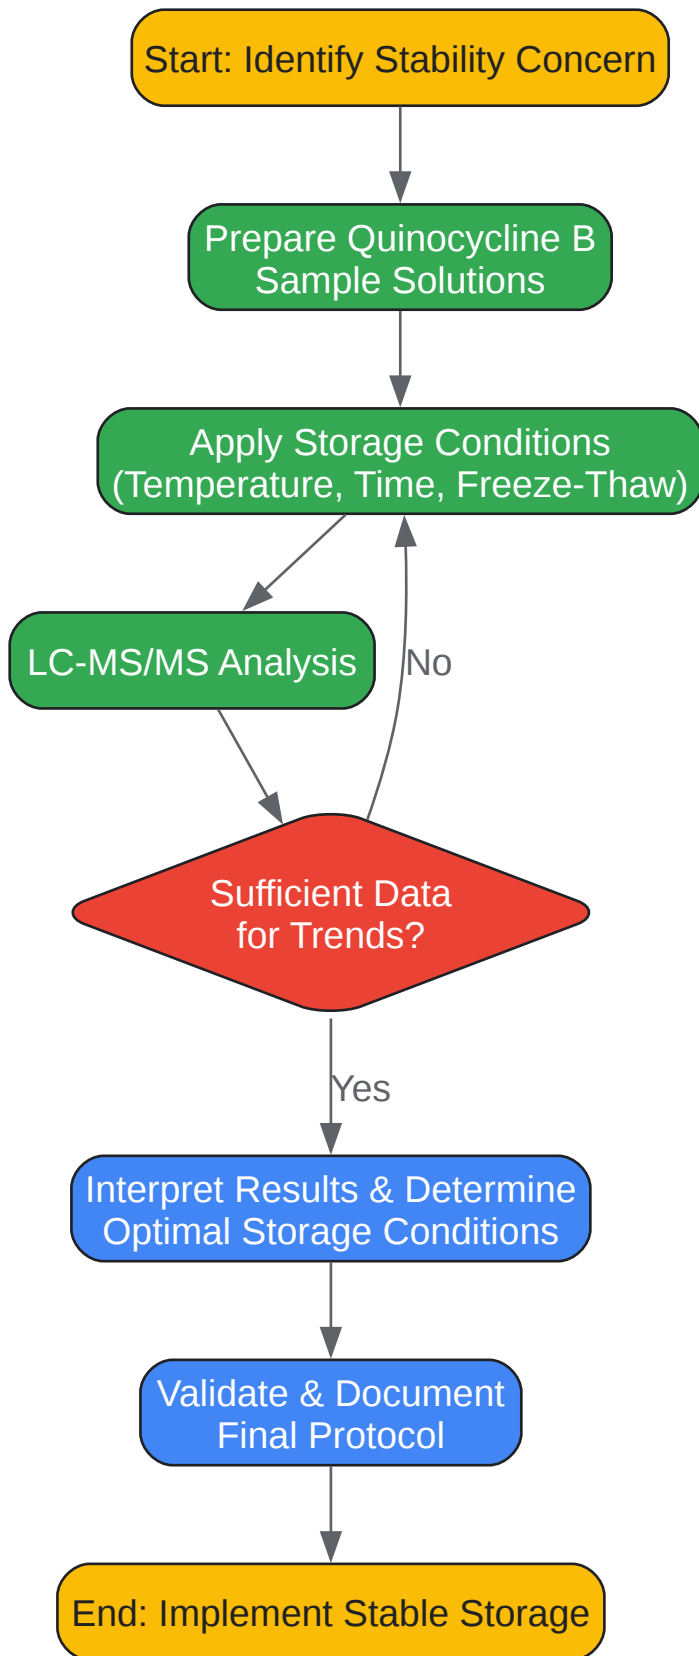 Start: Identify Stability Concern
Prepare Quinocycline B
Sample Solutions
Apply Storage Conditions
(Temperature, Time, Freeze-Thaw)
LC-MS/MS Analysis
No
Sufficient Data
for Trends?
Yes
Interpret Results & Determine
Optimal Storage Conditions
Validate & Document
Final Protocol
End: Implement Stable Storage